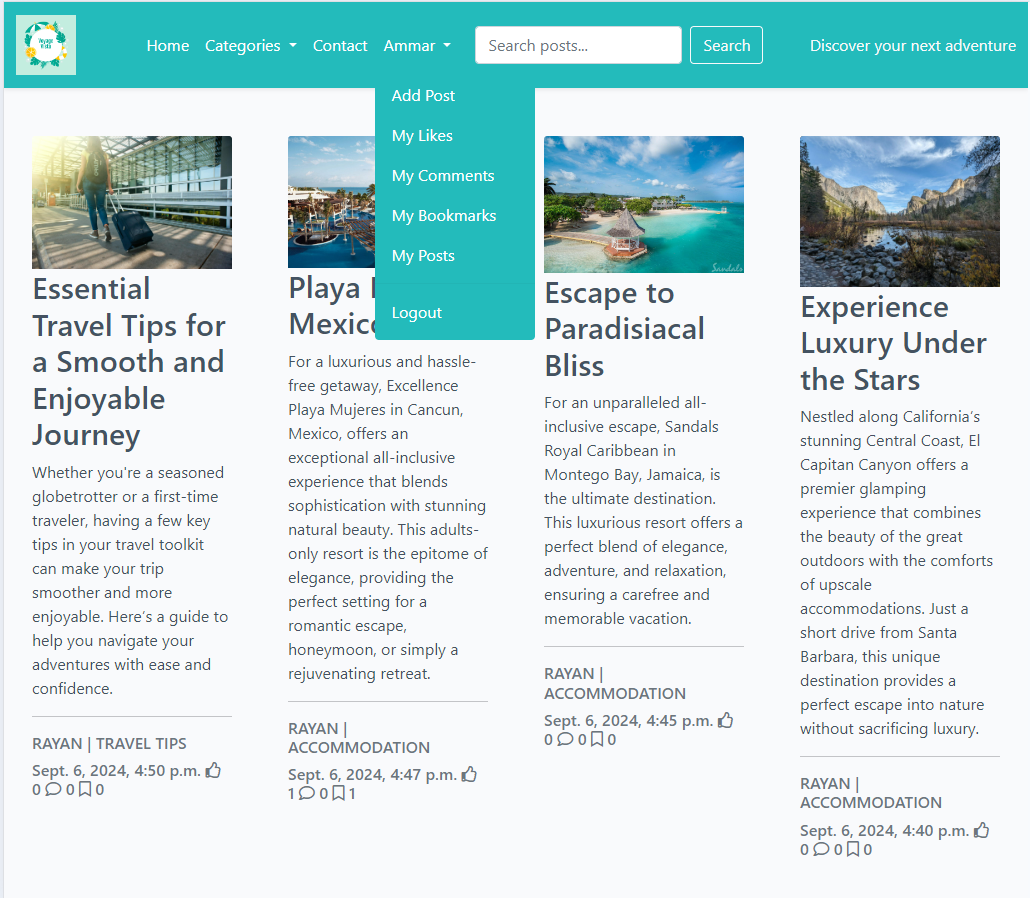 Voyage
Vista
Home
Categories
Contact
Ammar
Search posts...
Search
Discover your next adventure
Add Post
My Likes
My Comments
My Bookmarks
My Posts
Logout
Essential
Travel Tips for
a Smooth and
Enjoyable
Journey
Whether you're a seasoned
globetrotter or a first-time
traveler, having a few key
tips in your travel toolkit
can make your trip
smoother and more
enjoyable. Here’s a guide to
help you navigate your
adventures with ease and
confidence.
RAYAN | TRAVEL TIPS
Sept. 6, 2024, 4:50 p.m.
0 0 0
Playa
Mexico
For a luxurious and hassle-
free getaway, Excellence
Playa Mujeres in Cancun,
Mexico, offers an
exceptional all-inclusive
experience that blends
sophistication with stunning
natural beauty. This adults-
only resort is the epitome of
elegance, providing the
perfect setting for a
romantic escape,
honeymoon, or simply a
rejuvenating retreat.
RAYAN |
ACCOMMODATION
Sept. 6, 2024, 4:47 p.m.
1 0 1
Sandals
Escape to
Paradisiacal
Bliss
For an unparalleled all-
inclusive escape, Sandals
Royal Caribbean in
Montego Bay, Jamaica, is
the ultimate destination.
This luxurious resort offers a
perfect blend of elegance,
adventure, and relaxation,
ensuring a carefree and
memorable vacation.
RAYAN |
ACCOMMODATION
Sept. 6, 2024, 4:45 p.m.
0 0 0
Experience
Luxury Under
the Stars
Nestled along California’s
stunning Central Coast, El
Capitan Canyon offers a
premier glamping
experience that combines
the beauty of the great
outdoors with the comforts
of upscale
accommodations. Just a
short drive from Santa
Barbara, this unique
destination provides a
perfect escape into nature
without sacrificing luxury.
RAYAN |
ACCOMMODATION
Sept. 6, 2024, 4:40 p.m.
0 0 0